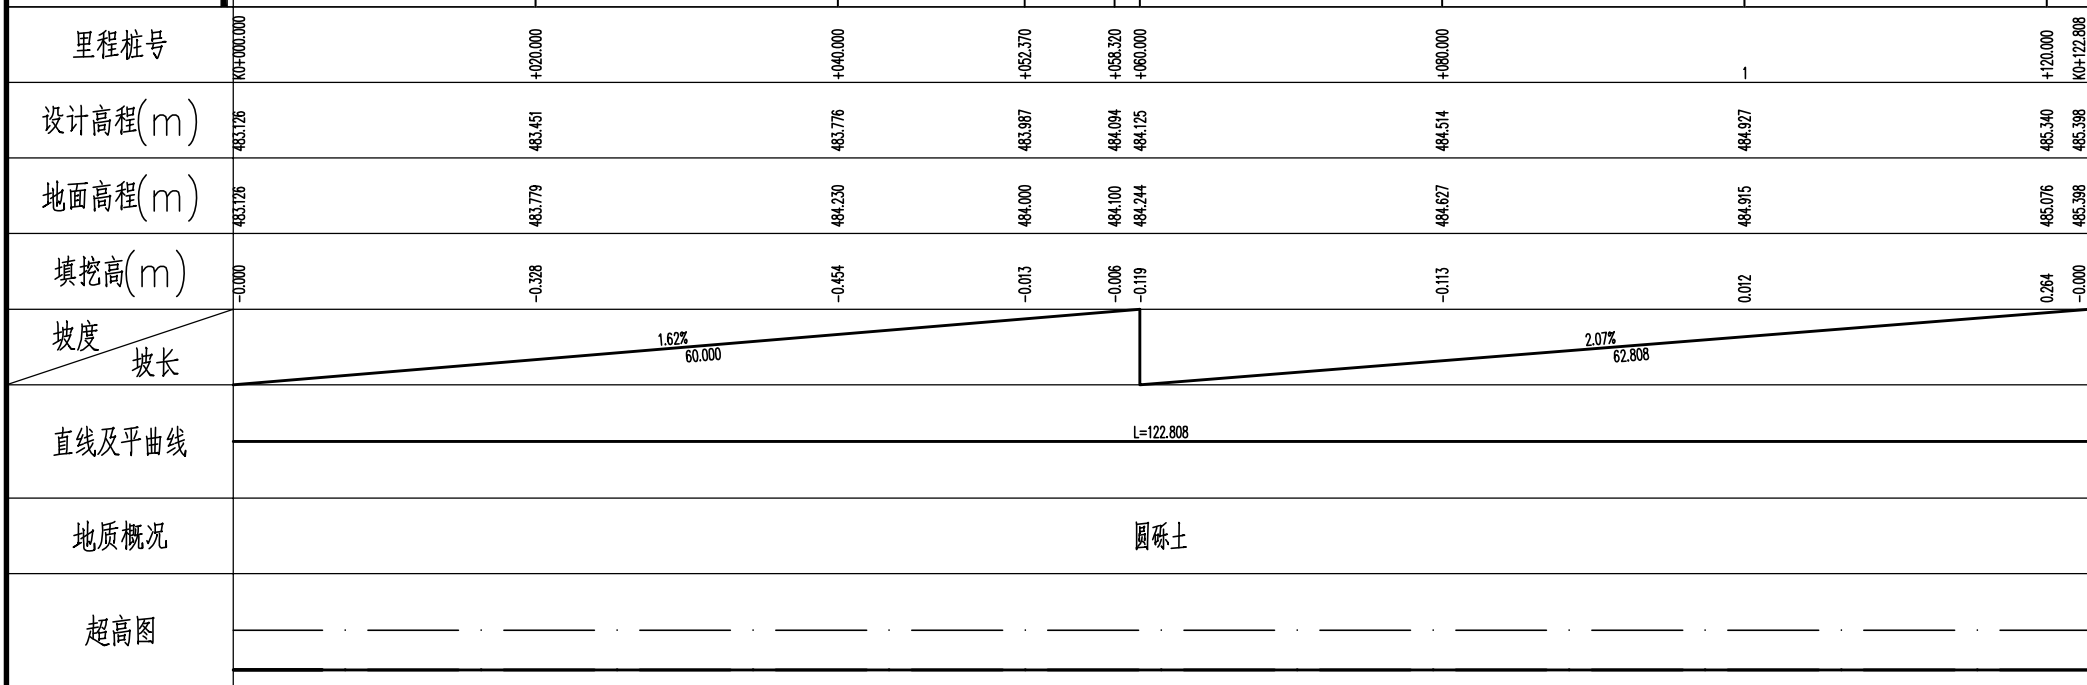 里程桩号 K0+000.000 +020.000 +040.000 +052.370 +058.320 +060.000 +080.000 1 +120.000 K0+122.808
设计高程(m) 483.126 483.451 483.776 483.987 484.094 484.125 484.514 484.927 485.340 485.398
地面高程(m) 483.126 483.779 484.230 484.000 484.100 484.244 484.627 484.915 485.076 485.398
填挖高(m) -0.000 -0.328 -0.454 -0.013 -0.006 -0.119 -0.113 0.012 0.264 -0.000
坡度 1.62% 2.07%
坡长 60.000 62.808
直线及平曲线 L=122.808
地质概况 圆砾土
超高图